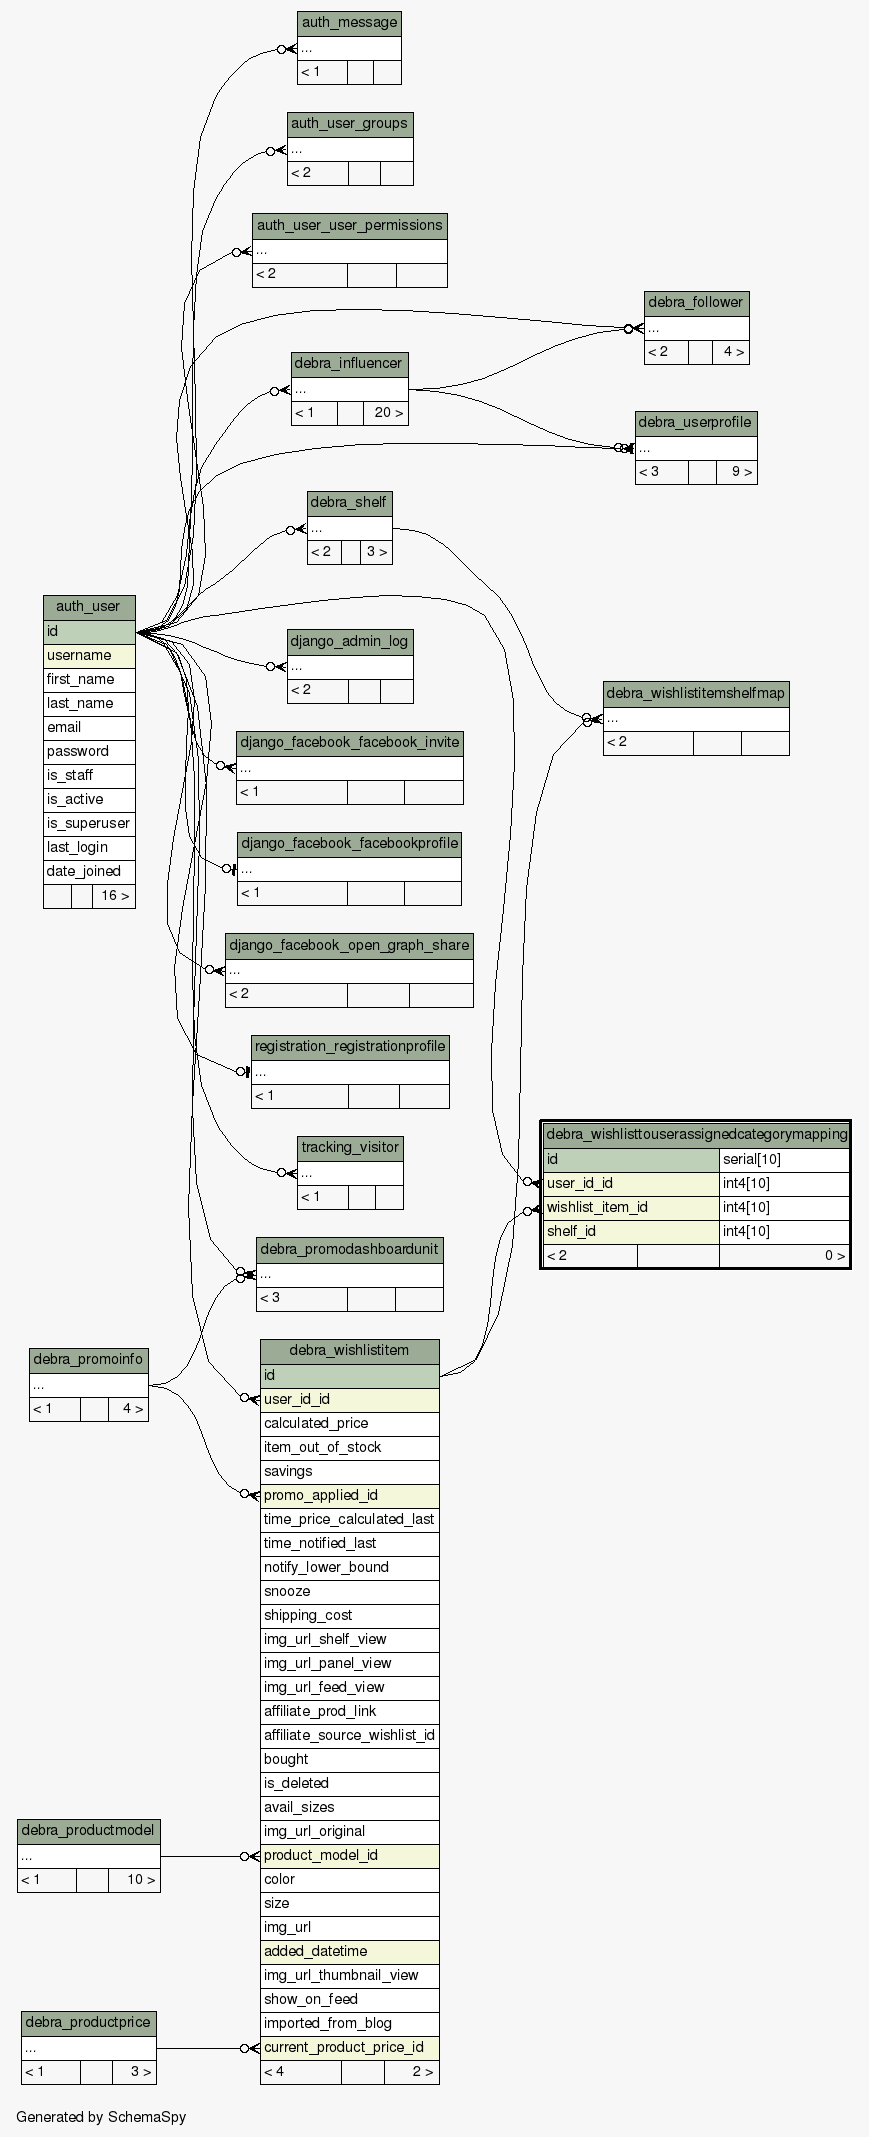 auth_message
...
< 1
auth_user_groups
...
< 2
auth_user_user_permissions
...
< 2
debra_follower
...
< 2 4 >
debra_influencer
...
< 1 20 >
debra_userprofile
...
< 3 9 >
debra_shelf
...
< 2 3 >
auth_user
id
username
first_name
last_name
email
password
is_staff
is_active
is_superuser
last_login
date_joined
16 >
django_admin_log
...
< 2
debra_wishlistitemshelfmap
...
< 2
django_facebook_facebook_invite
...
< 1
django_facebook_facebookprofile
...
< 1
django_facebook_open_graph_share
...
< 2
registration_registrationprofile
...
< 1
debra_wishlisttouserassignedcategorymapping
id serial[10]
user_id_id int4[10]
wishlist_item_id int4[10]
shelf_id int4[10]
< 2 0 >
tracking_visitor
...
< 1
debra_promodashboardunit
...
< 3
debra_promoinfo
...
< 1 4 >
debra_wishlistitem
id
user_id_id
calculated_price
item_out_of_stock
savings
promo_applied_id
time_price_calculated_last
time_notified_last
notify_lower_bound
snooze
shipping_cost
img_url_shelf_view
img_url_panel_view
img_url_feed_view
affiliate_prod_link
affiliate_source_wishlist_id
bought
is_deleted
avail_sizes
img_url_original
product_model_id
color
size
img_url
added_datetime
img_url_thumbnail_view
show_on_feed
imported_from_blog
current_product_price_id
< 4 2 >
debra_productmodel
...
< 1 10 >
debra_productprice
...
< 1 3 >
Generated by SchemaSpy